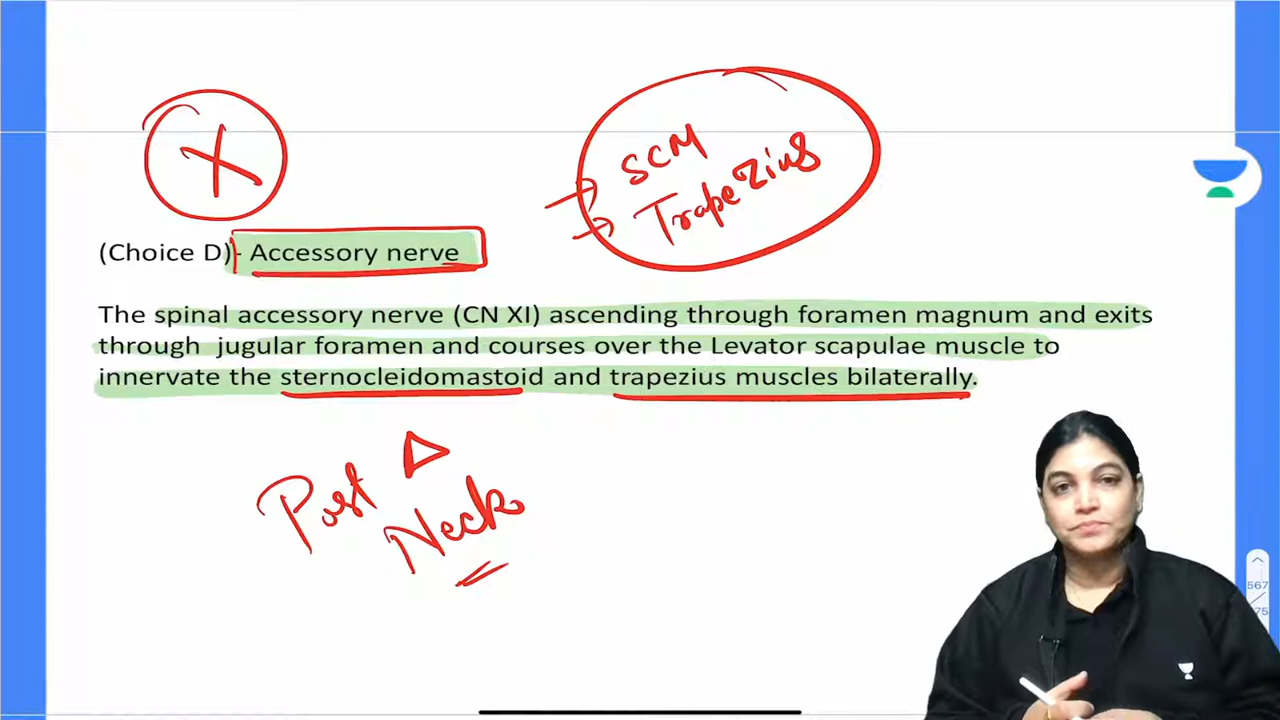 X
SCM
Trapezius
(Choice D)- Accessory nerve
The spinal accessory nerve (CN XI) ascending through foramen magnum and exits
through jugular foramen and courses over the Levator scapulae muscle to
innervate the sternocleidomastoid and trapezius muscles bilaterally.
Post Δ
Neck
567